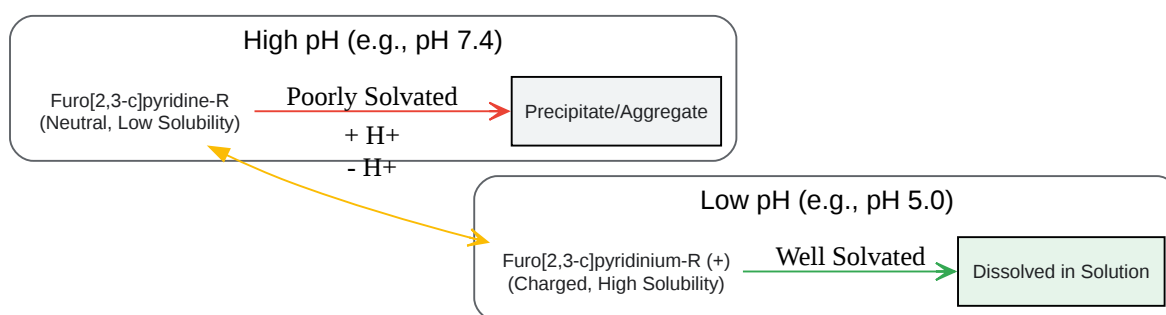 High pH (e.g., pH 7.4)
Furo[2,3-c]pyridine-R
(Neutral, Low Solubility)
Poorly Solvated
Precipitate/Aggregate
+ H+
- H+
Low pH (e.g., pH 5.0)
Furo[2,3-c]pyridinium-R (+)
(Charged, High Solubility)
Well Solvated
Dissolved in Solution